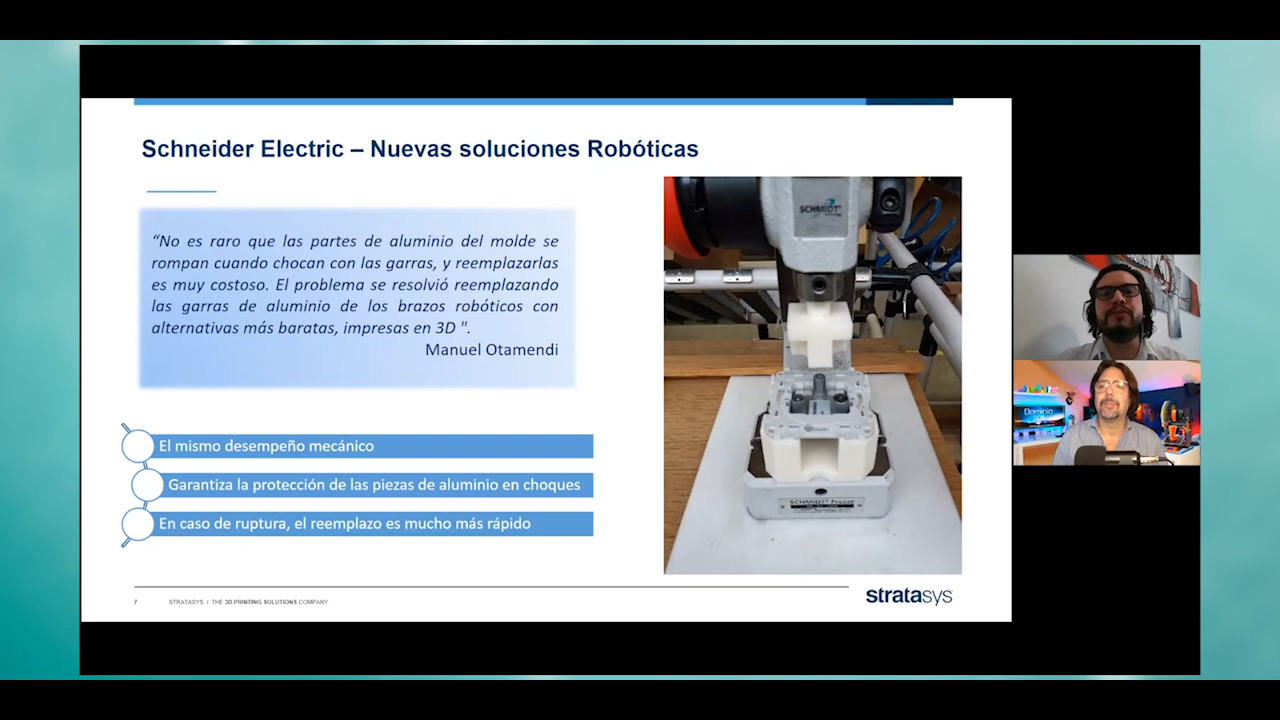 Schneider Electric – Nuevas soluciones Robóticas
“No es raro que las partes de aluminio del molde se
rompan cuando chocan con las garras, y reemplazarlas
es muy costoso. El problema se resolvió reemplazando
las garras de aluminio de los brazos robóticos con
alternativas más baratas, impresas en 3D ".
Manuel Otamendi
SCHMIDT
El mismo desempeño mecánico
Garantiza la protección de las piezas de aluminio en choques
En caso de ruptura, el reemplazo es mucho más rápido
SCHMIDT
Dominio
7
STRATASYS / THE 3D PRINTING SOLUTIONS COMPANY
stratasys